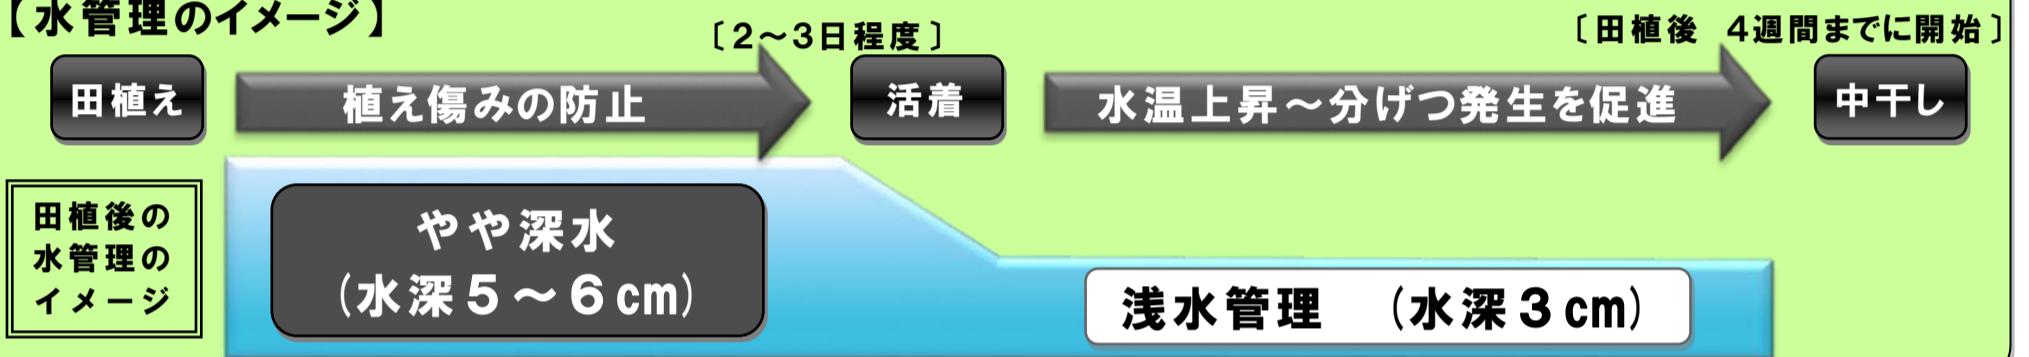 【水管理のイメージ】
〔2～3日程度〕
〔田植後 4週間までに開始〕
田植え
植え傷みの防止
活着
水温上昇～分げつ発生を促進
中干し
田植後の
水管理の
イメージ
やや深水
(水深5～6cm)
浅水管理 (水深3cm)